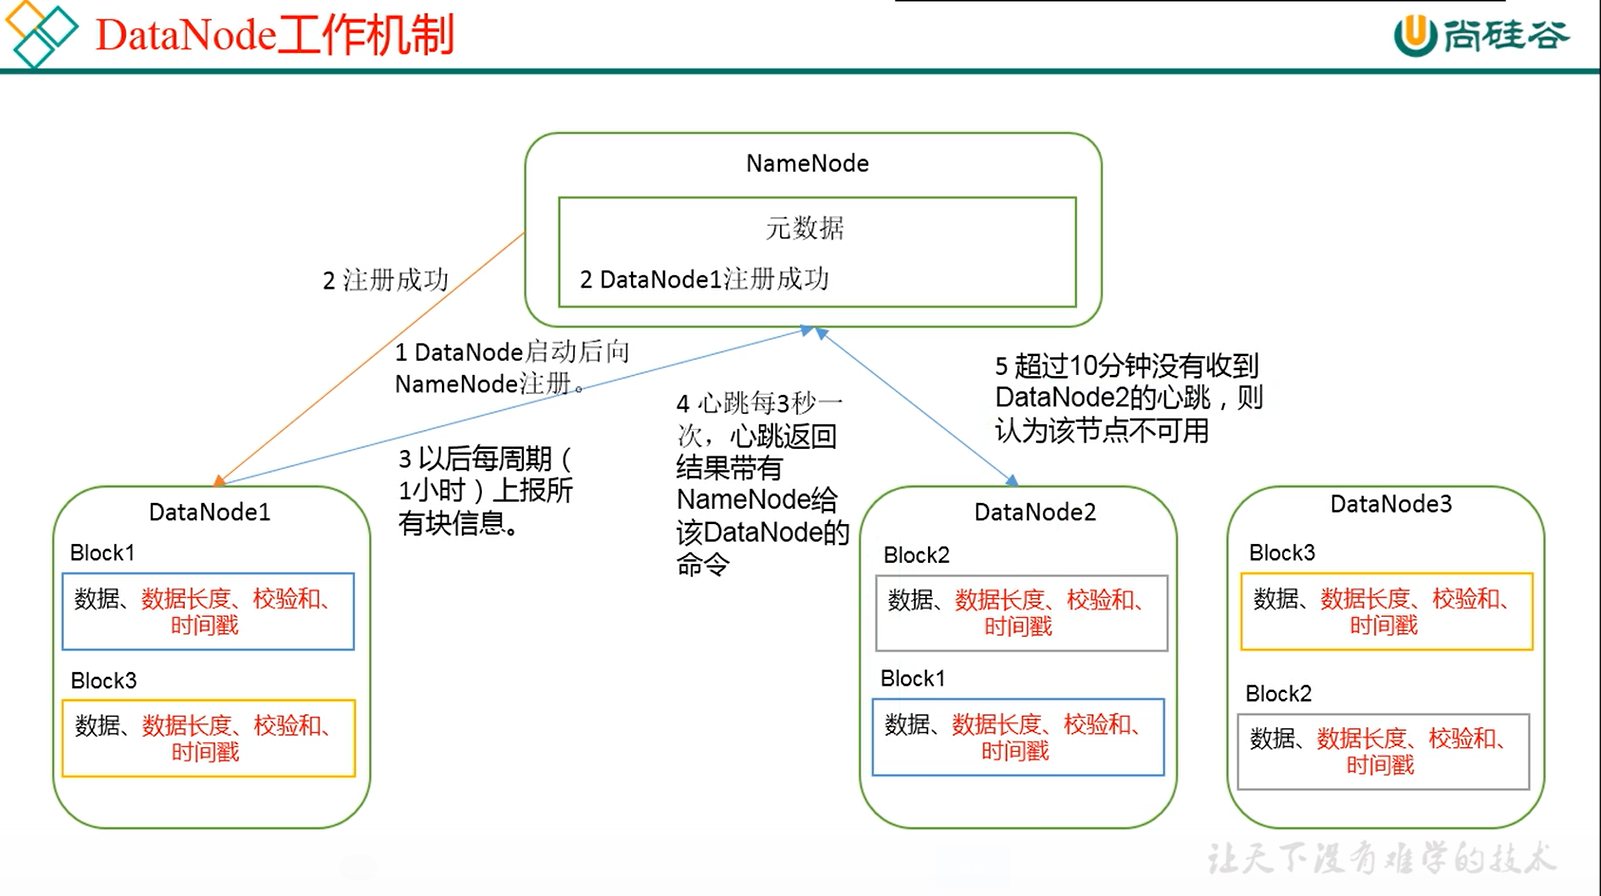 DataNode工作机制
尚硅谷
NameNode
元数据
2 DataNode1注册成功
2 注册成功
1 DataNode启动后向
NameNode注册。
3 以后每周期（
1小时）上报所
有块信息。
4 心跳每3秒一
次，心跳返回
结果带有
NameNode给
该DataNode的
命令
5 超过10分钟没有收到
DataNode2的心跳，则
认为该节点不可用
DataNode1
Block1
数据、数据长度、校验和、
时间戳
Block3
数据、数据长度、校验和、
时间戳
DataNode2
Block2
数据、数据长度、校验和、
时间戳
Block1
数据、数据长度、校验和、
时间戳
DataNode3
Block3
数据、数据长度、校验和、
时间戳
Block2
数据、数据长度、校验和、
时间戳
让天下没有难学的技术